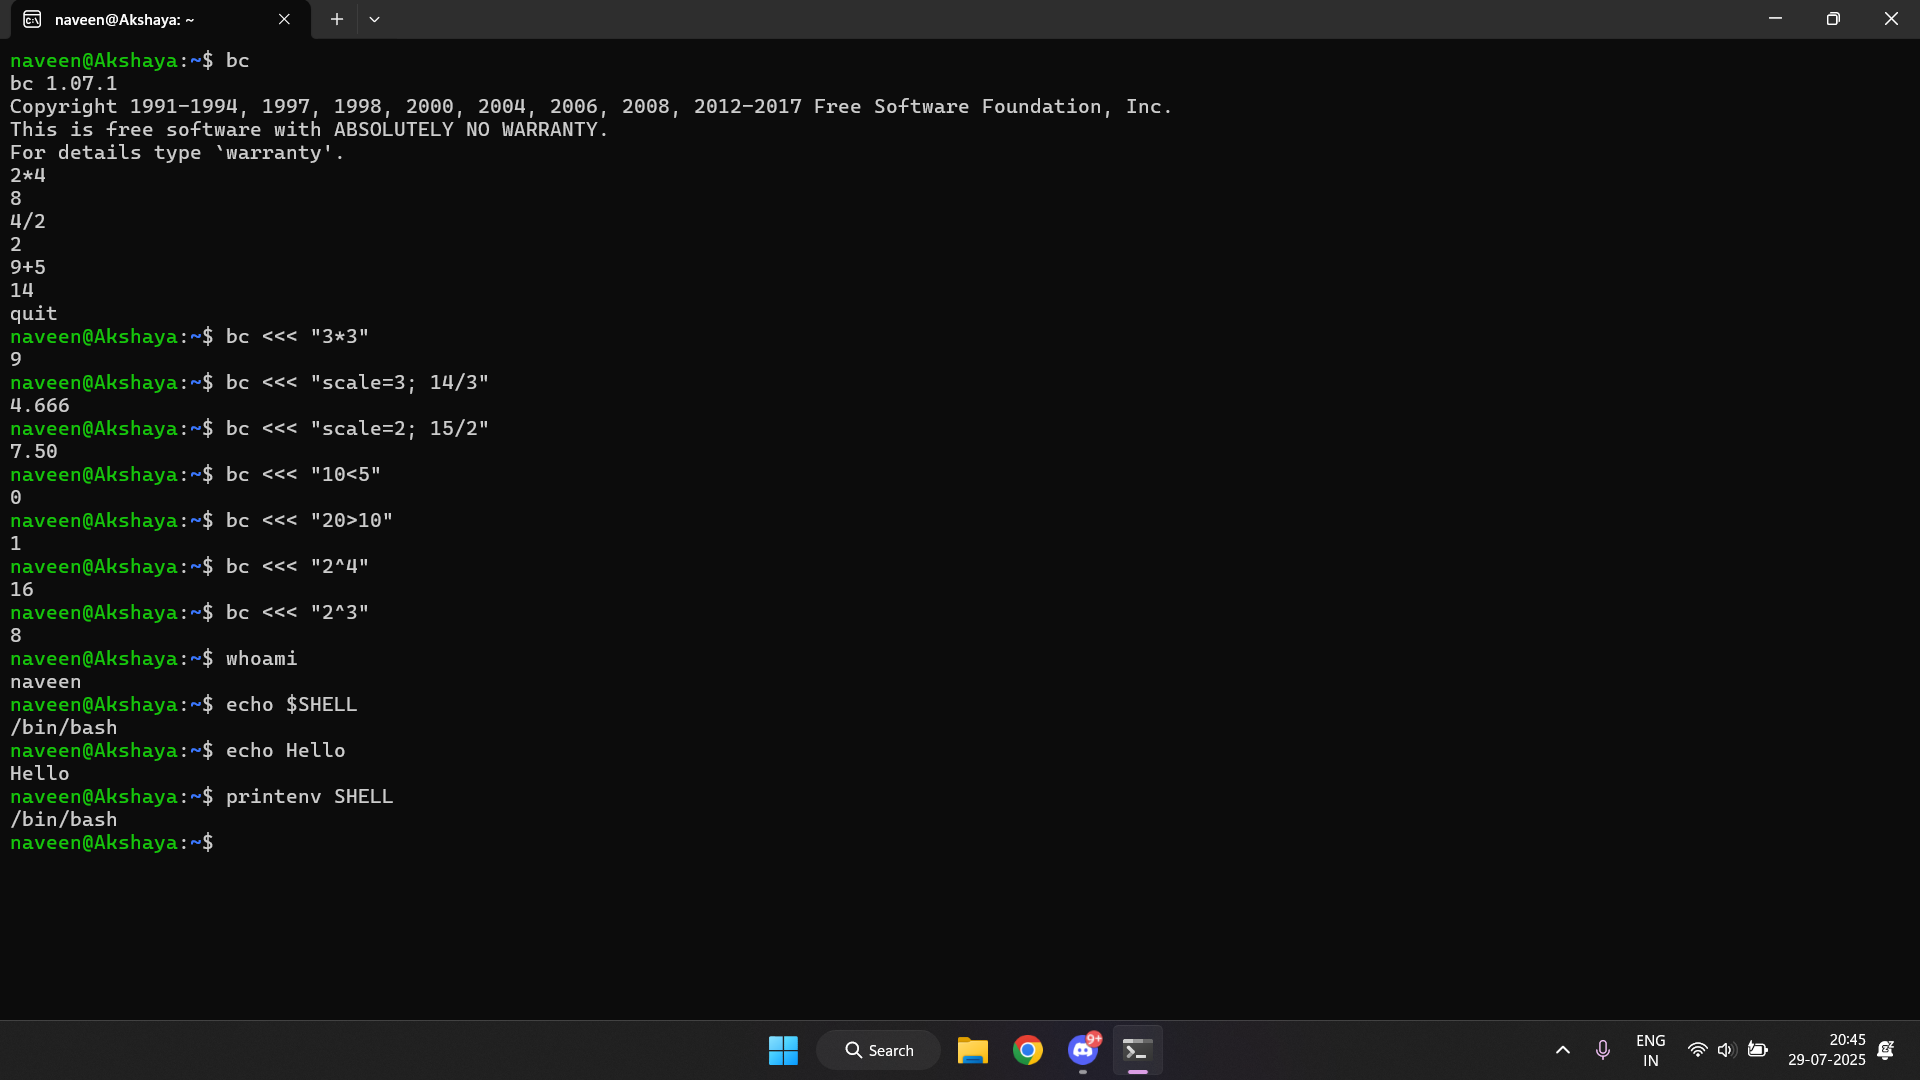 naveen@Akshaya: ~
naveen@Akshaya:~$ bc
bc 1.07.1
Copyright 1991-1994, 1997, 1998, 2000, 2004, 2006, 2008, 2012-2017 Free Software Foundation, Inc.
This is free software with ABSOLUTELY NO WARRANTY.
For details type `warranty'.
2*4
8
4/2
2
9+5
14
quit
naveen@Akshaya:~$ bc <<< "3*3"
9
naveen@Akshaya:~$ bc <<< "scale=3; 14/3"
4.666
naveen@Akshaya:~$ bc <<< "scale=2; 15/2"
7.50
naveen@Akshaya:~$ bc <<< "10<5"
0
naveen@Akshaya:~$ bc <<< "20>10"
1
naveen@Akshaya:~$ bc <<< "2^4"
16
naveen@Akshaya:~$ bc <<< "2^3"
8
naveen@Akshaya:~$ whoami
naveen
naveen@Akshaya:~$ echo $SHELL
/bin/bash
naveen@Akshaya:~$ echo Hello
Hello
naveen@Akshaya:~$ printenv SHELL
/bin/bash
naveen@Akshaya:~$
Search
9+
ENG
IN
20:45
29-07-2025